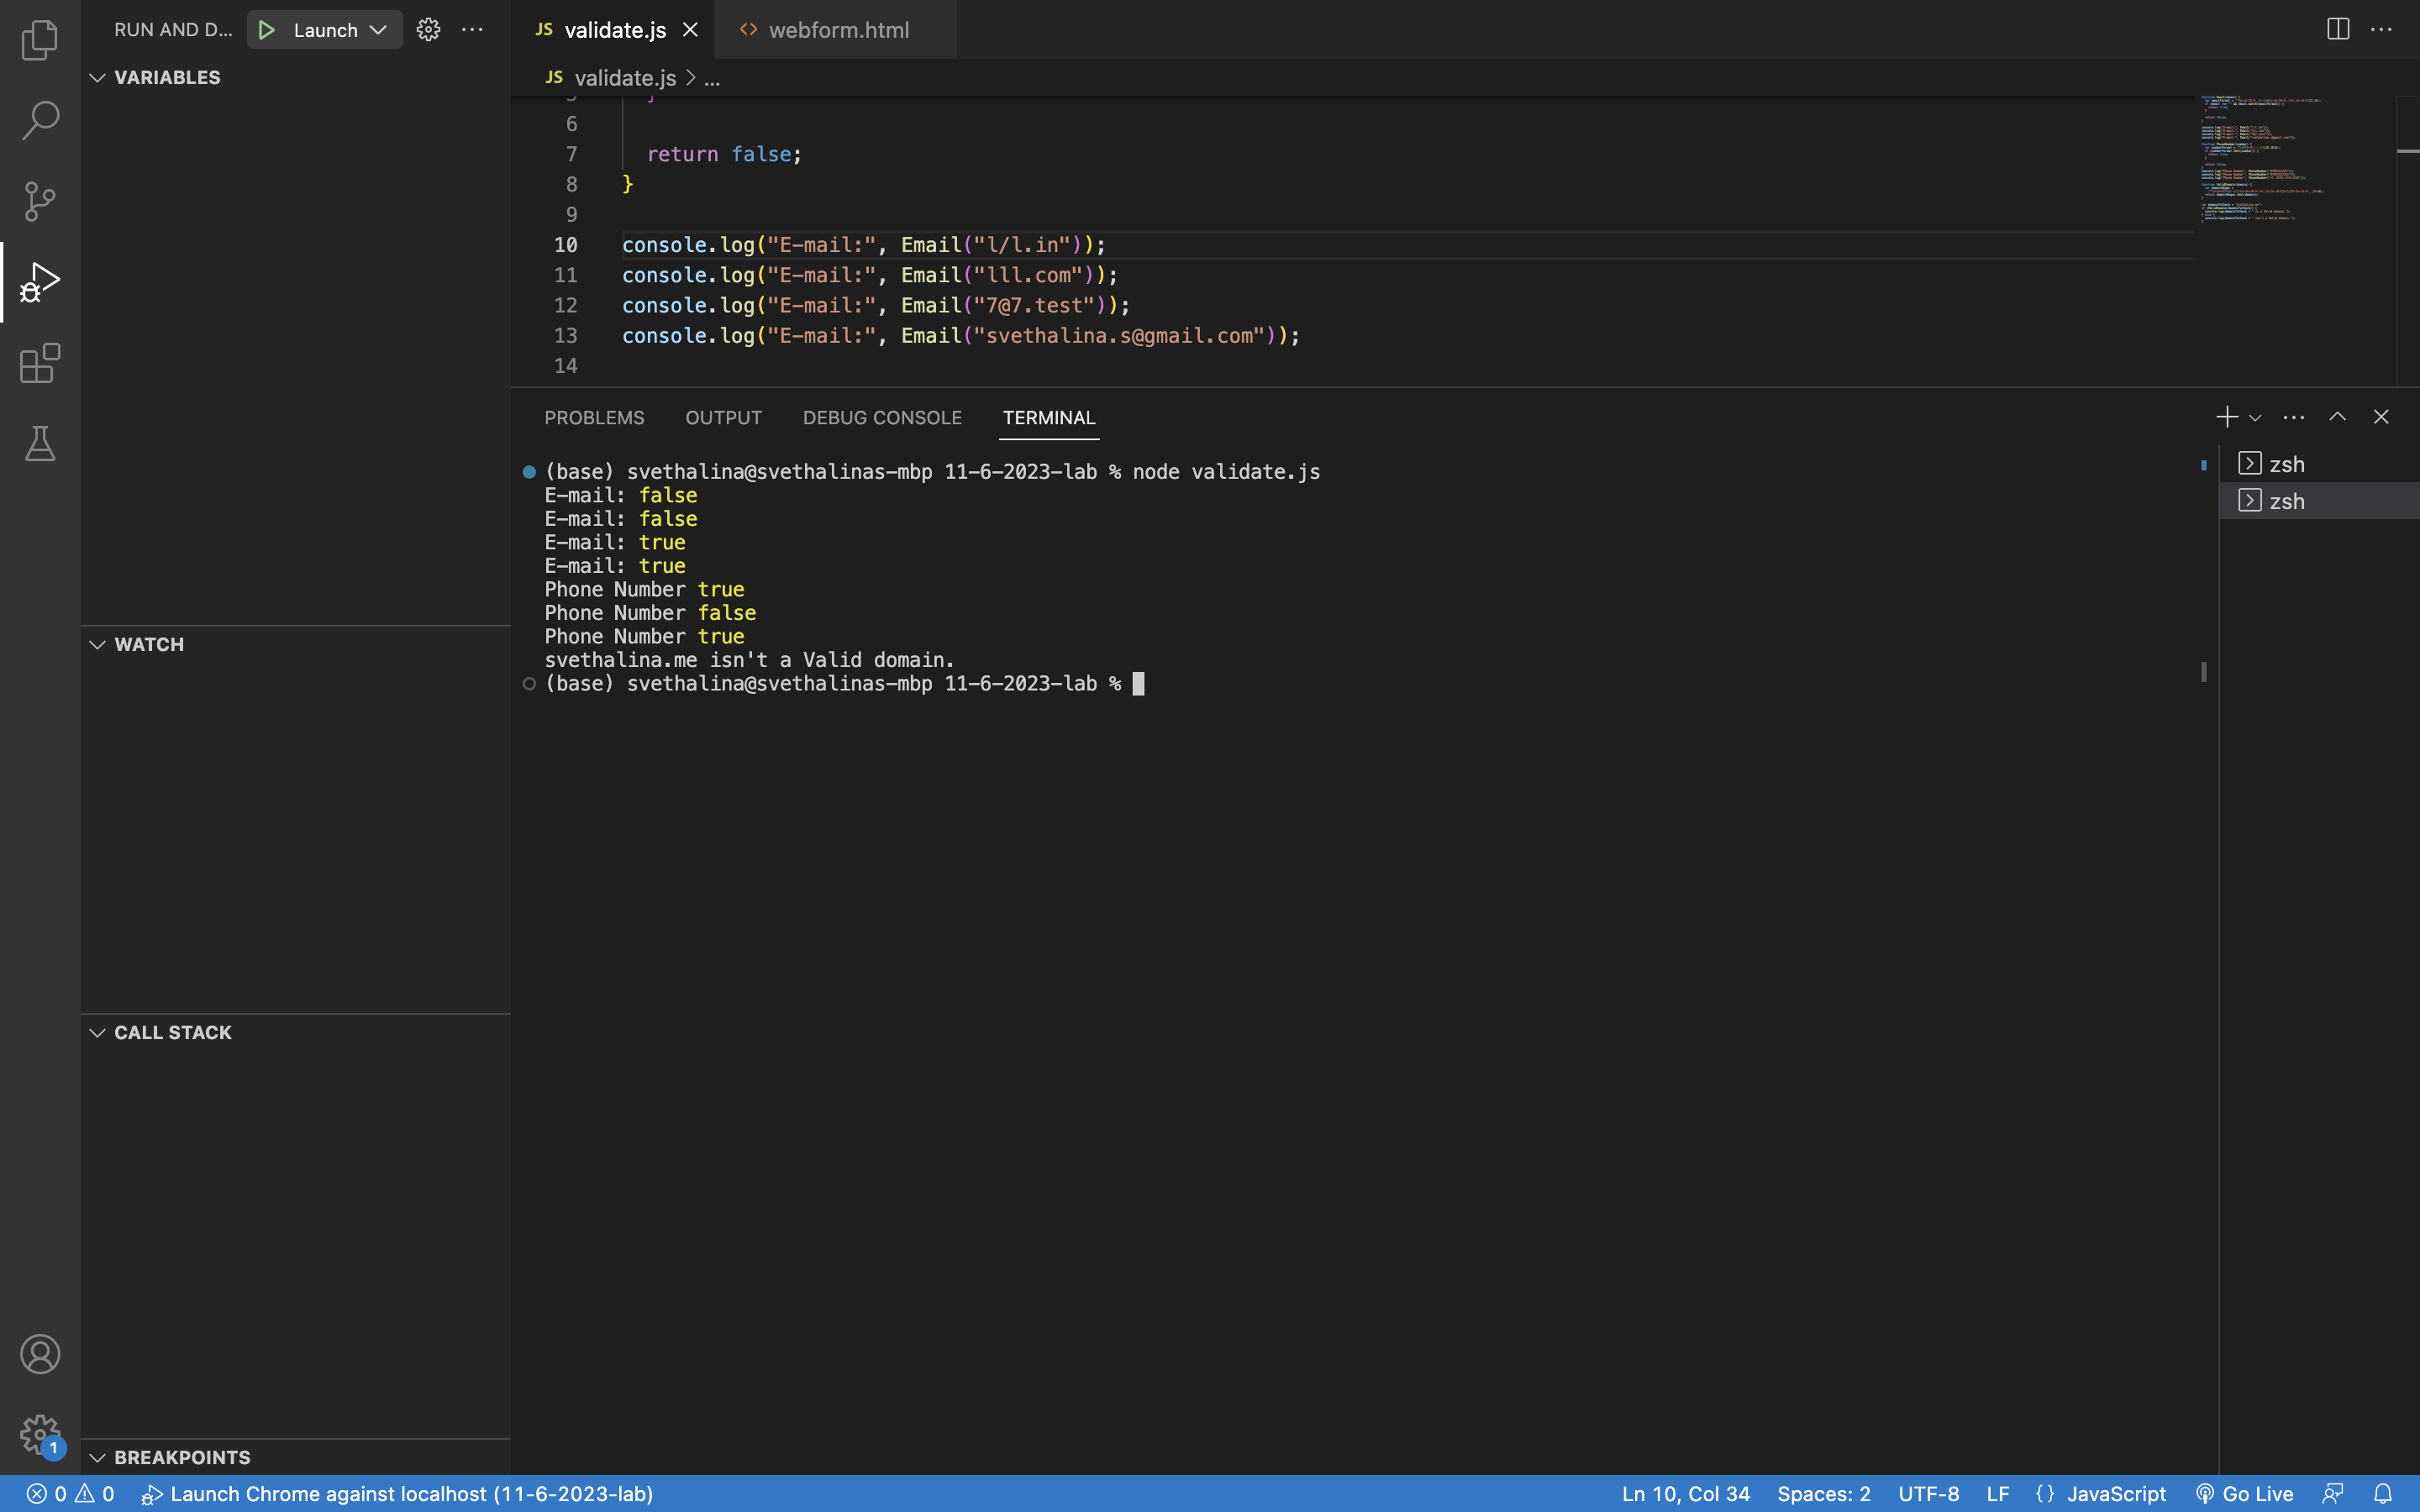 RUN AND D... Launch
VARIABLES
WATCH
CALL STACK
BREAKPOINTS
JS validate.js webform.html
JS validate.js > ...
6
7 return false;
8 }
9
10 console.log("E-mail:", Email("l/l.in"));
11 console.log("E-mail:", Email("lll.com"));
12 console.log("E-mail:", Email("7@7.test"));
13 console.log("E-mail:", Email("svethalina.s@gmail.com"));
14
PROBLEMS OUTPUT DEBUG CONSOLE TERMINAL
(base) svethalina@svethalinas-mbp 11-6-2023-lab % node validate.js
E-mail: false
E-mail: false
E-mail: true
E-mail: true
Phone Number true
Phone Number false
Phone Number true
svethalina.me isn't a Valid domain.
(base) svethalina@svethalinas-mbp 11-6-2023-lab %
zsh
zsh
1
0 0 Launch Chrome against localhost (11-6-2023-lab) Ln 10, Col 34 Spaces: 2 UTF-8 LF {} JavaScript Go Live